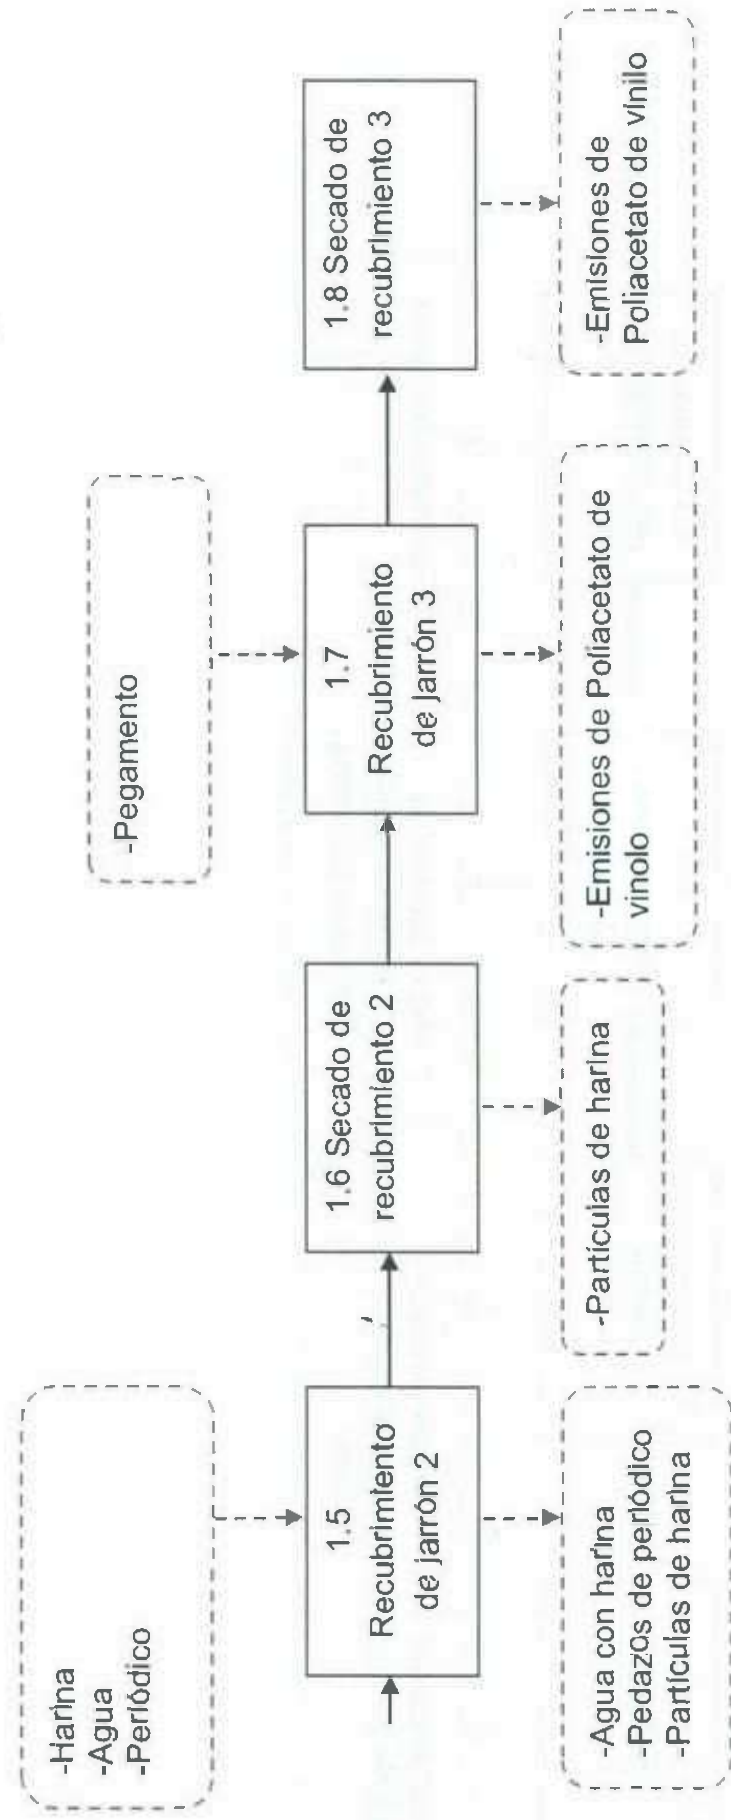 -Harina
-Agua
-Periódico
1.5
Recubrimiento
de jarrón 2
-Agua con harina
-Pedazos de periódico
-Partículas de harina
1.6 Secado de
recubrimiento 2
-Partículas de harina
-Pegamento
1.7
Recubrimiento
de jarrón 3
-Emisiones de Poliacetato de
vinolo
1.8 Secado de
recubrimiento 3
-Emisiones de
Poliacetato de vinilo